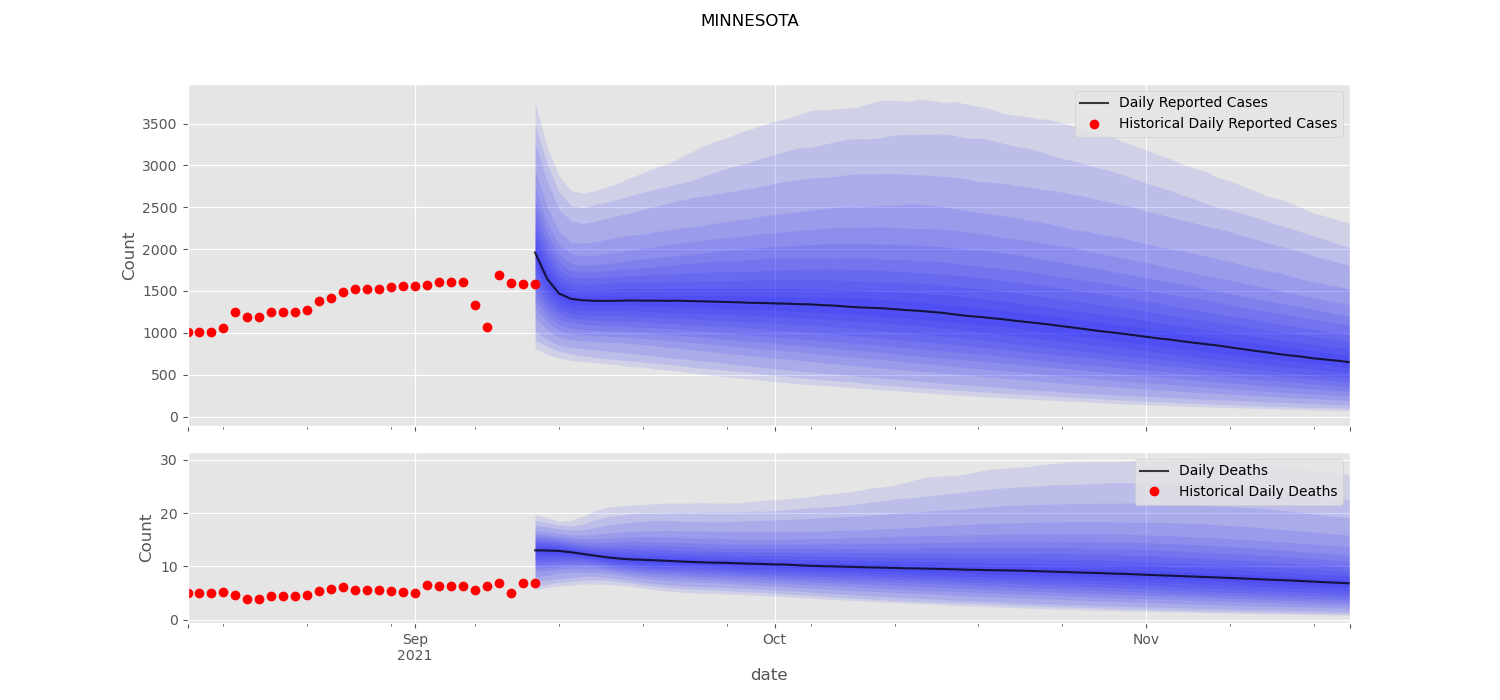 MINNESOTA
Daily Reported Cases
Historical Daily Reported Cases
3500
3000
2500
2000
1500
1000
500
0
Count
Daily Deaths
Historical Daily Deaths
30
20
10
0
Count
Sep
2021
Oct
Nov
date